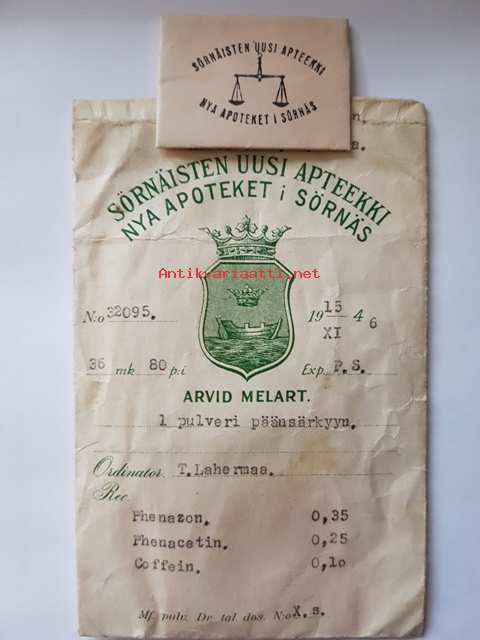 SÖRNÄISTEN UUSI APTEEKKI
NYA APOTEKET i SÖRNÄS
SÖRNÄISTEN UUSI APTEEKKI
NYA APOTEKET i SÖRNÄS
Antikvariaatti.net
N:o 32095. 19 15/XI 46
36 mk 80 p:i Exp. P.S.
ARVID MELART.
1 pulveri päänsärkyyn.
Ordinator. T.Lahermaa.
Rec.
Phenazon. 0,35
Phenacetin. 0,25
Coffein. 0,10
Mf. pulv. Dr. tal. dos. N:o X. s.